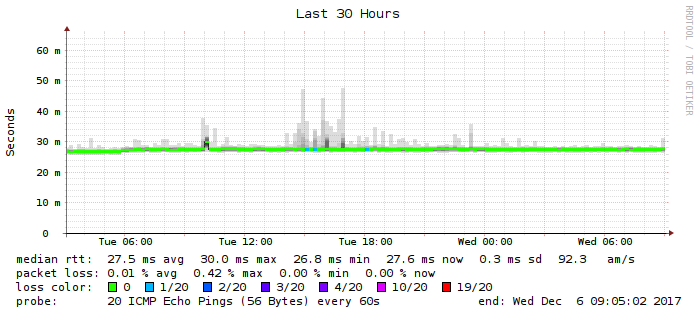 Last 30 Hours
RRDTOOL / TOBI OETIKER
Seconds
60 m
50 m
40 m
30 m
20 m
10 m
0
Tue 06:00 Tue 12:00 Tue 18:00 Wed 00:00 Wed 06:00
median rtt: 27.5 ms avg 30.0 ms max 26.8 ms min 27.6 ms now 0.3 ms sd 92.3 am/s
packet loss: 0.01 % avg 0.42 % max 0.00 % min 0.00 % now
loss color: 0 1/20 2/20 3/20 4/20 10/20 19/20
probe: 20 ICMP Echo Pings (56 Bytes) every 60s end: Wed Dec 6 09:05:02 2017